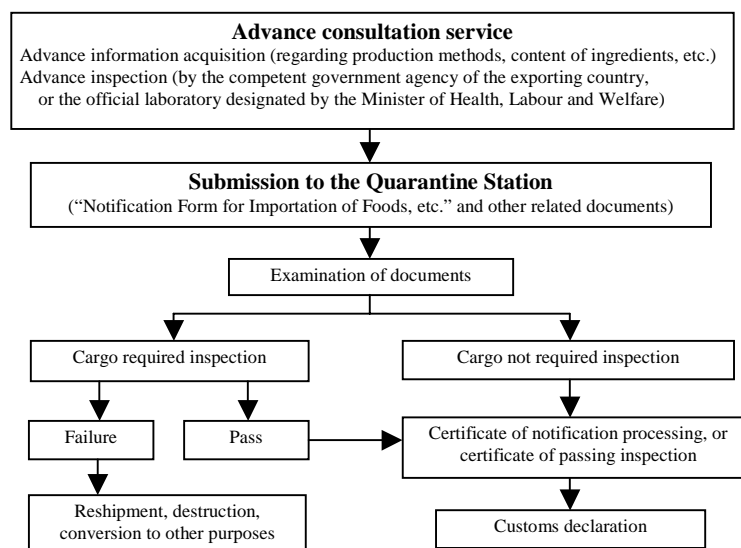 Advance consultation service
Advance information acquisition (regarding production methods, content of ingredients, etc.)
Advance inspection (by the competent government agency of the exporting country,
or the official laboratory designated by the Minister of Health, Labour and Welfare)
Submission to the Quarantine Station
(“Notification Form for Importation of Foods, etc.” and other related documents)
Examination of documents
Cargo required inspection
Cargo not required inspection
Failure
Pass
Certificate of notification processing, or
certificate of passing inspection
Reshipment, destruction,
conversion to other purposes
Customs declaration